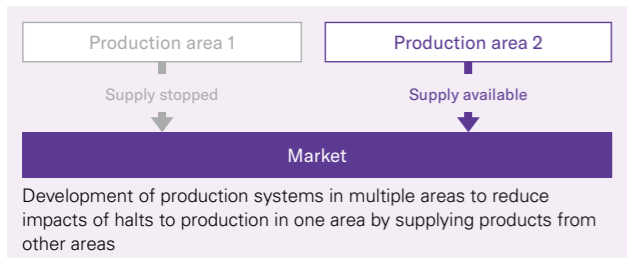 Production area 1
Production area 2
Supply stopped
Supply available
Market
Development of production systems in multiple areas to reduce
impacts of halts to production in one area by supplying products from
other areas